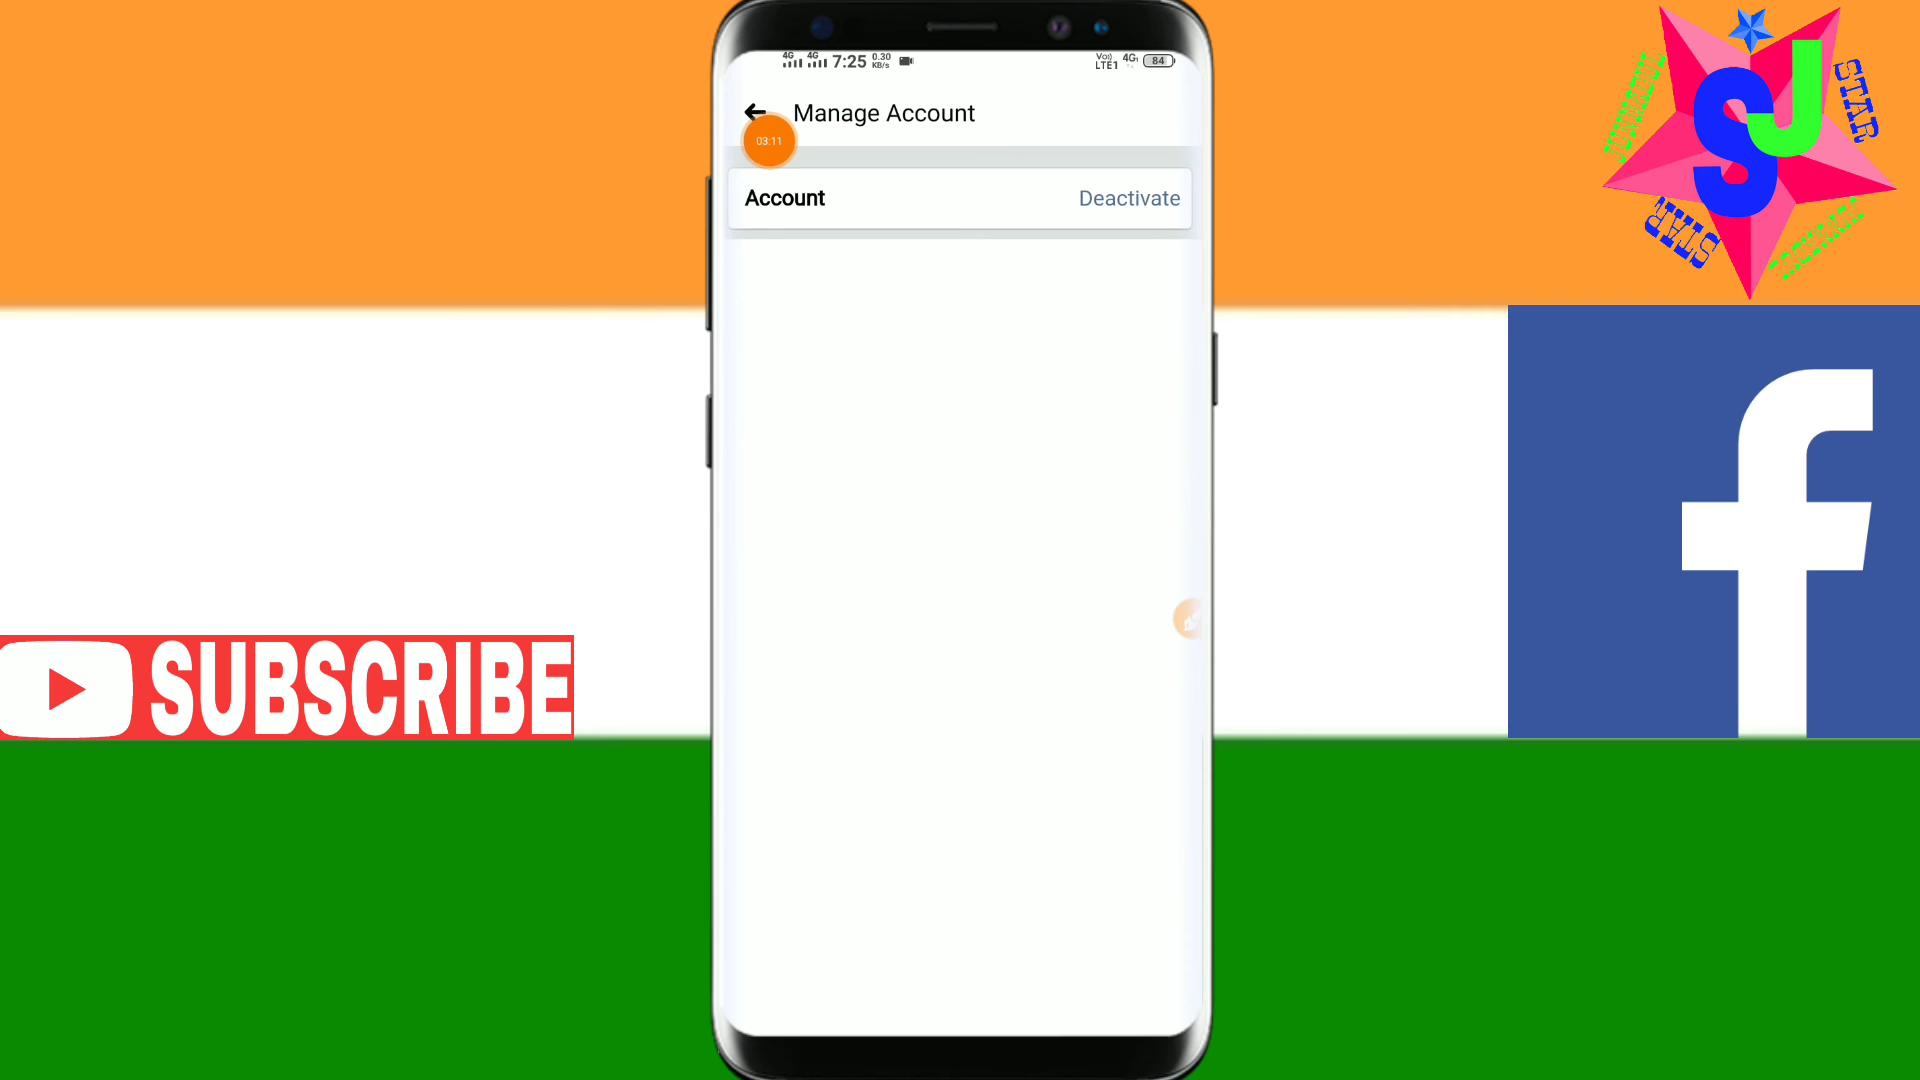 4G 4G 7:25 0.30 KB/s
Vo) LTE1 4G 84
Manage Account
03:11
Account Deactivate
SJ
STAR
STAR
SUBSCRIBE
f